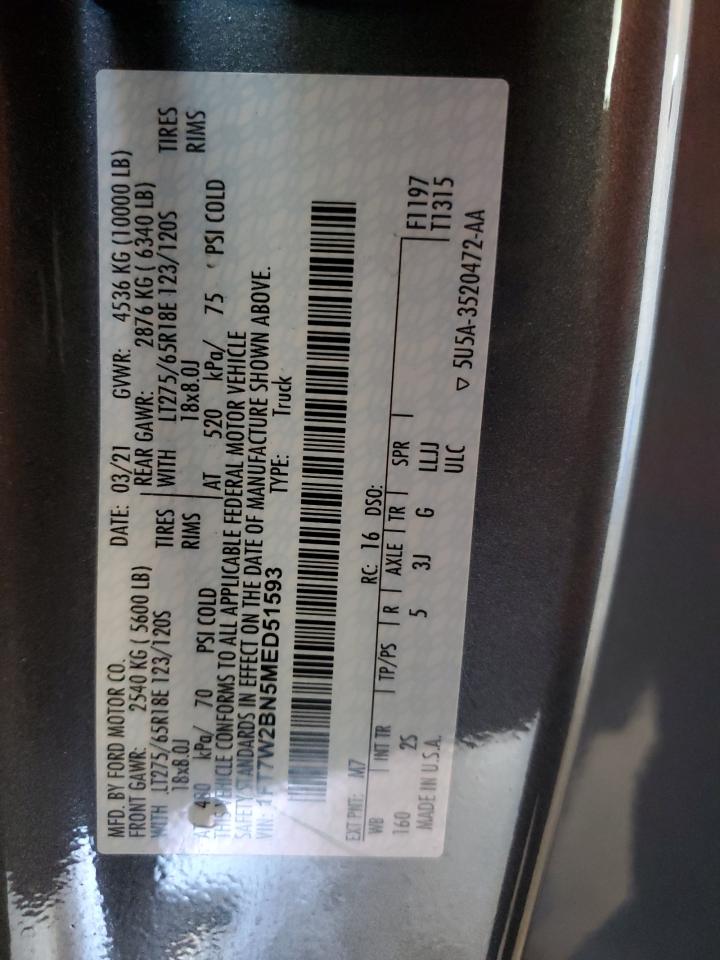 MFD. BY FORD MOTOR CO.
DATE: 03/21 GVWR: 4536 KG (10000 LB)
FRONT GAWR: 2540 KG ( 5600 LB)
REAR GAWR: 2876 KG ( 6340 LB)
WITH LT275/65R18E 123/120S TIRES
WITH LT275/65R18E 123/120S TIRES
18x8.0J RIMS
18x8.0J RIMS
AT 480 kPa/ 70 PSI COLD
AT 520 kPa/ 75 PSI COLD
THIS VEHICLE CONFORMS TO ALL APPLICABLE FEDERAL MOTOR VEHICLE
SAFETY STANDARDS IN EFFECT ON THE DATE OF MANUFACTURE SHOWN ABOVE.
VIN: 1FT7W2BN5MED51593 TYPE: Truck
EXT PNT: M7 RC: 16 DSO:
WB INT TR TP/PS R AXLE TR SPR F1197
160 2S 5 3J G LLJJ T1315
MADE IN U.S.A. ULC ▽ 5U5A-3520472-AA